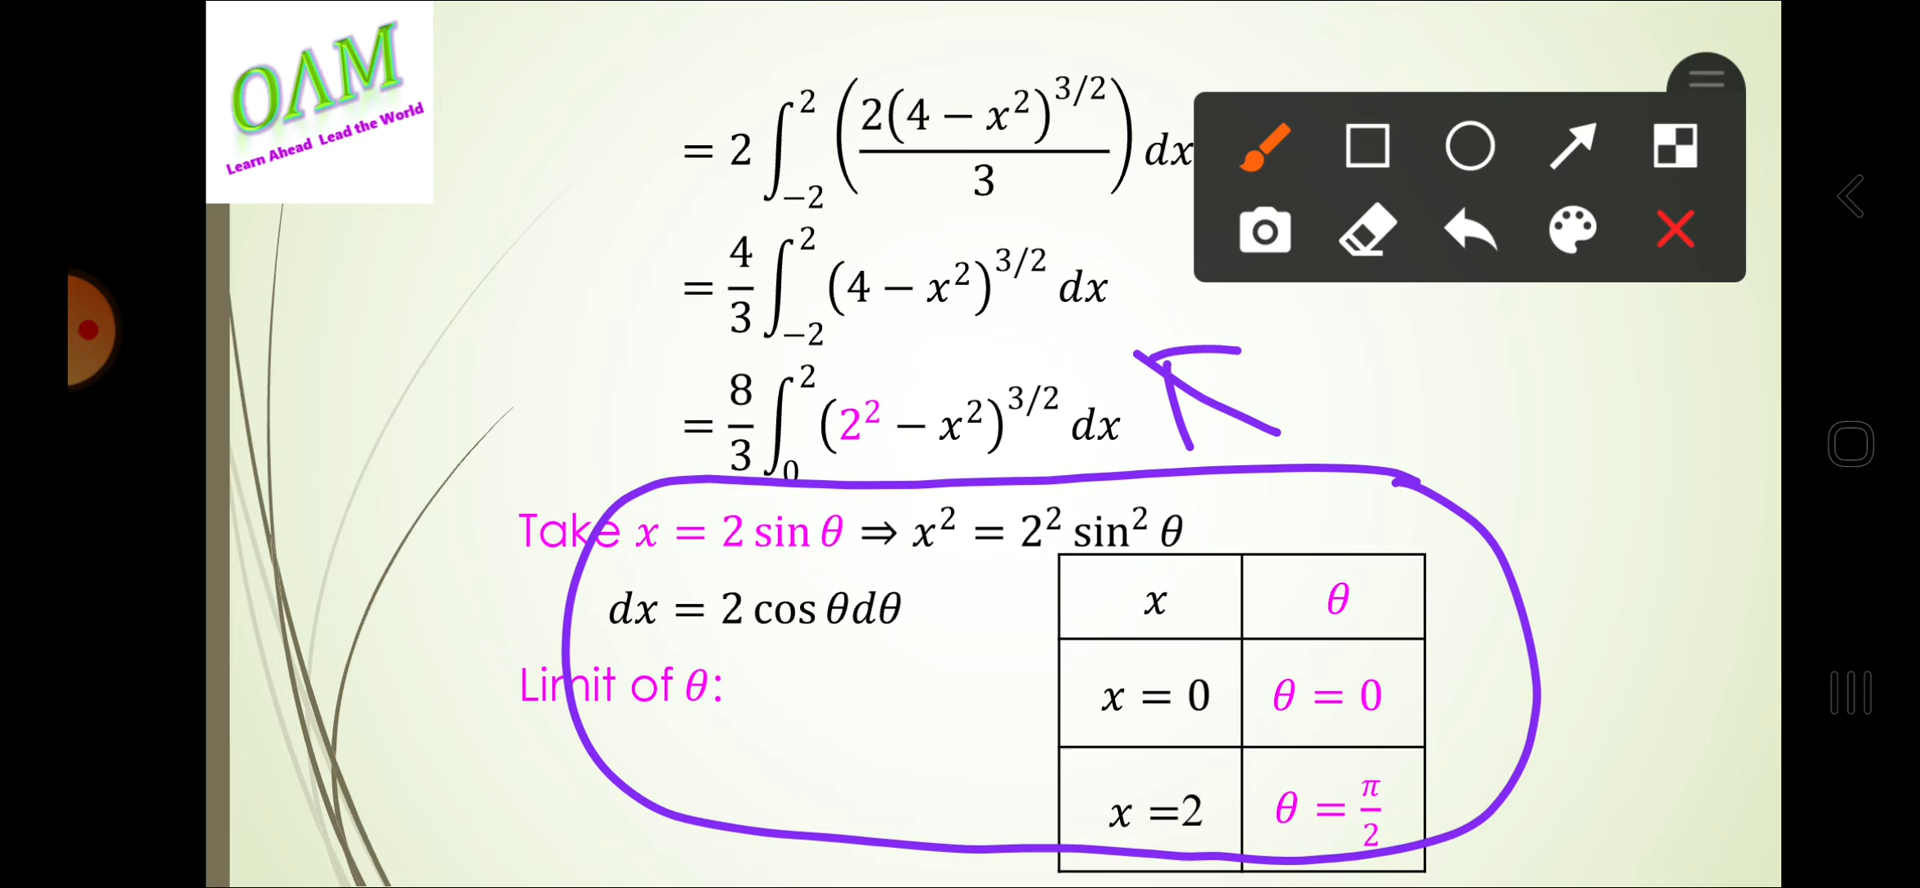 OAM
Learn Ahead Lead the World
= 2 ∫_{-2}^{2} (2(4 − x²)^{3/2} / 3) dx
= 4/3 ∫_{-2}^{2} (4 − x²)^{3/2} dx
= 8/3 ∫_{0}^{2} (2² − x²)^{3/2} dx
Take x = 2 sin θ ⇒ x² = 2² sin² θ
dx = 2 cos θdθ
Limit of θ:
x θ
x = 0 θ = 0
x =2 θ = π/2